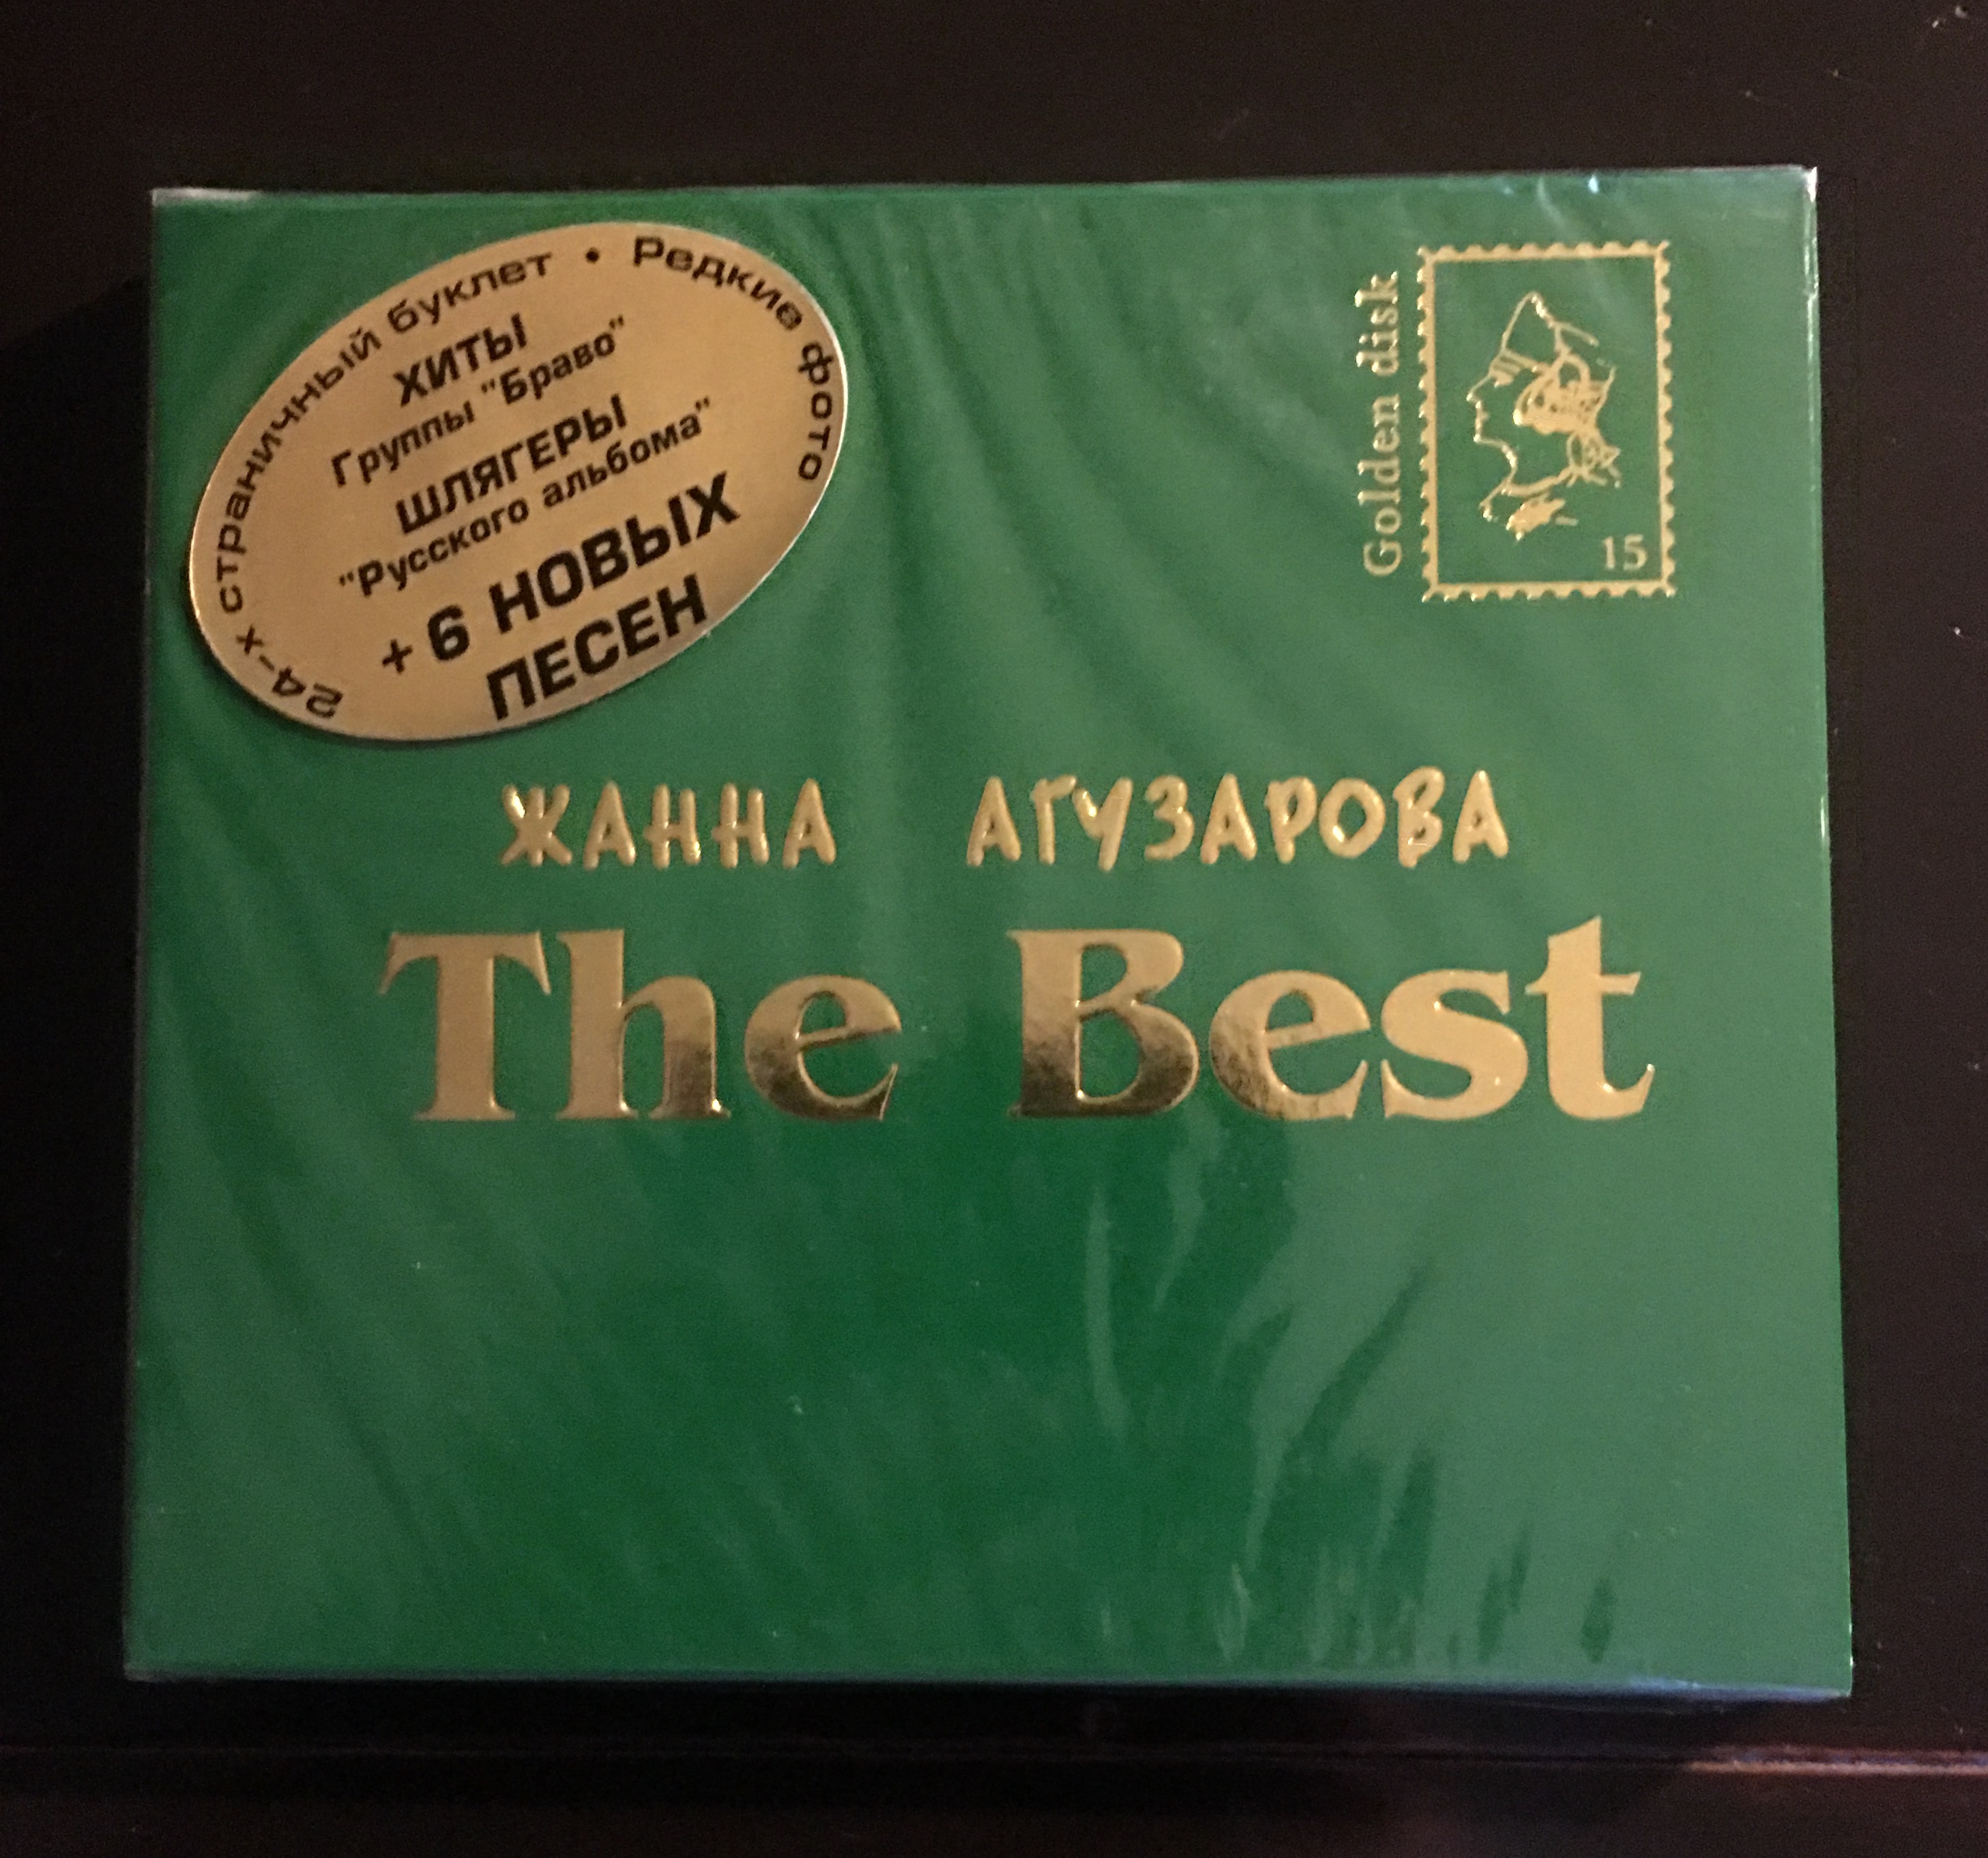 24-х страничный буклет • Редкие фото
ХИТЫ
Группы "Браво"
ШЛЯГЕРЫ
"Русского альбома"
+ 6 НОВЫХ
ПЕСЕН
Golden disk
15
ЖАННА АГУЗАРОВА
The Best